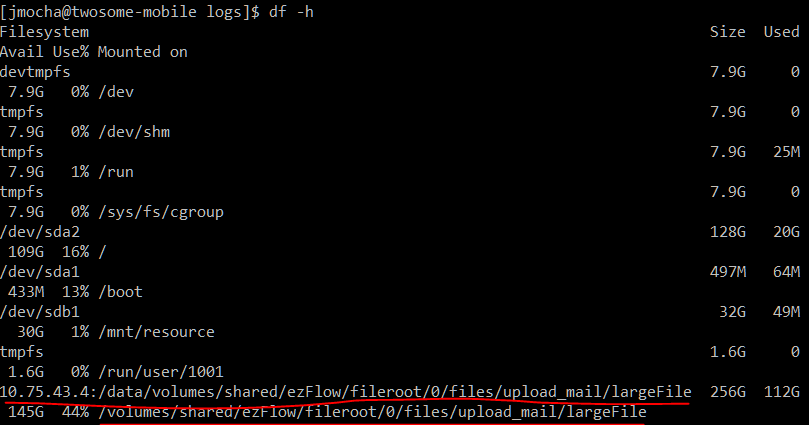 [jmocha@twosome-mobile logs]$ df -h
Filesystem Size Used
Avail Use% Mounted on
devtmpfs 7.9G 0
7.9G 0% /dev
tmpfs 7.9G 0
7.9G 0% /dev/shm
tmpfs 7.9G 25M
7.9G 1% /run
tmpfs 7.9G 0
7.9G 0% /sys/fs/cgroup
/dev/sda2 128G 20G
109G 16% /
/dev/sda1 497M 64M
433M 13% /boot
/dev/sdb1 32G 49M
30G 1% /mnt/resource
tmpfs 1.6G 0
1.6G 0% /run/user/1001
10.75.43.4:/data/volumes/shared/ezFlow/fileroot/0/files/upload_mail/largeFile 256G 112G
145G 44% /volumes/shared/ezFlow/fileroot/0/files/upload_mail/largeFile